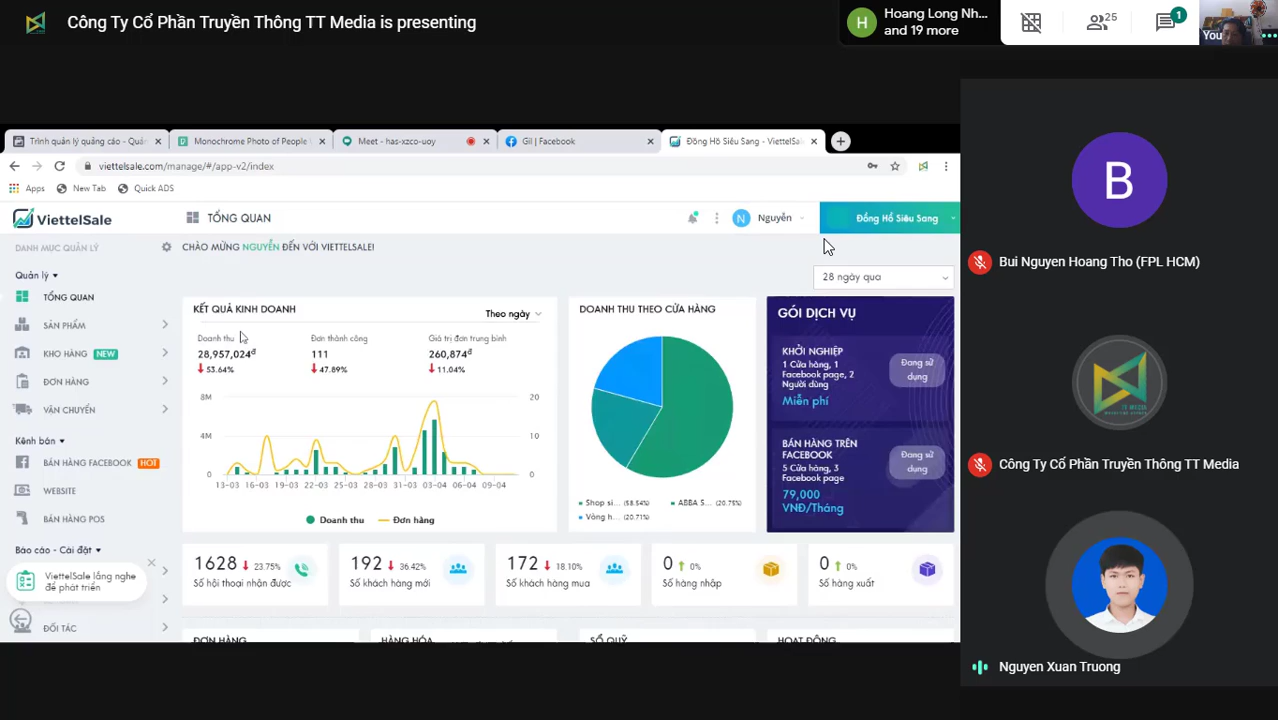 Công Ty Cổ Phần Truyền Thông TT Media is presenting
H
Hoang Long Nh...
and 19 more
25
1
You
Trình quản lý quảng cáo - Quả
Monochrome Photo of People
Meet - has-xzco-uoy
Gil | Facebook
Đồng Hồ Siêu Sang - ViettelSa
viettelsale.com/manage/#/app-v2/index
Apps
New Tab
Quick ADS
ViettelSale
TỔNG QUAN
N
Nguyễn
Đồng Hồ Siêu Sang
DANH MỤC QUẢN LÝ
CHÀO MỪNG NGUYỄN ĐẾN VỚI VIETTELSALE!
28 ngày qua
Quản lý
TỔNG QUAN
SẢN PHẨM
KHO HÀNG NEW
ĐƠN HÀNG
VẬN CHUYỂN
Kênh bán
BÁN HÀNG FACEBOOK HOT
WEBSITE
BÁN HÀNG POS
Báo cáo - Cài đặt
ViettelSale lắng nghe
để phát triển
ĐỐI TÁC
KẾT QUẢ KINH DOANH
Theo ngày
Doanh thu
Đơn thành công
Giá trị đơn trung bình
28,957,024đ
111
260,874đ
53.64%
47.89%
11.04%
8M
20
4M
10
0
0
13-03 16-03 19-03 22-03 25-03 28-03 31-03 03-04 06-04 09-04
Doanh thu
Đơn hàng
DOANH THU THEO CỬA HÀNG
Shop si... (58.54%)
ABBA S... (20.75%)
Vòng h... (20.71%)
GÓI DỊCH VỤ
KHỞI NGHIỆP
1 Cửa hàng, 1
Facebook page, 2
Người dùng
Miễn phí
Đang sử
dụng
BÁN HÀNG TRÊN
FACEBOOK
5 Cửa hàng, 3
Facebook page
79,000
VNĐ/Tháng
Đang sử
dụng
1628 23.75%
Số hội thoại nhận được
192 36.42%
Số khách hàng mới
172 18.10%
Số khách hàng mua
0 0%
Số hàng nhập
0 0%
Số hàng xuất
ĐƠN HÀNG
HÀNG HÓA
SỔ QUỸ
HOẠT ĐỘNG
B
Bui Nguyen Hoang Tho (FPL HCM)
TT MEDIA
Công Ty Cổ Phần Truyền Thông TT Media
Nguyen Xuan Truong